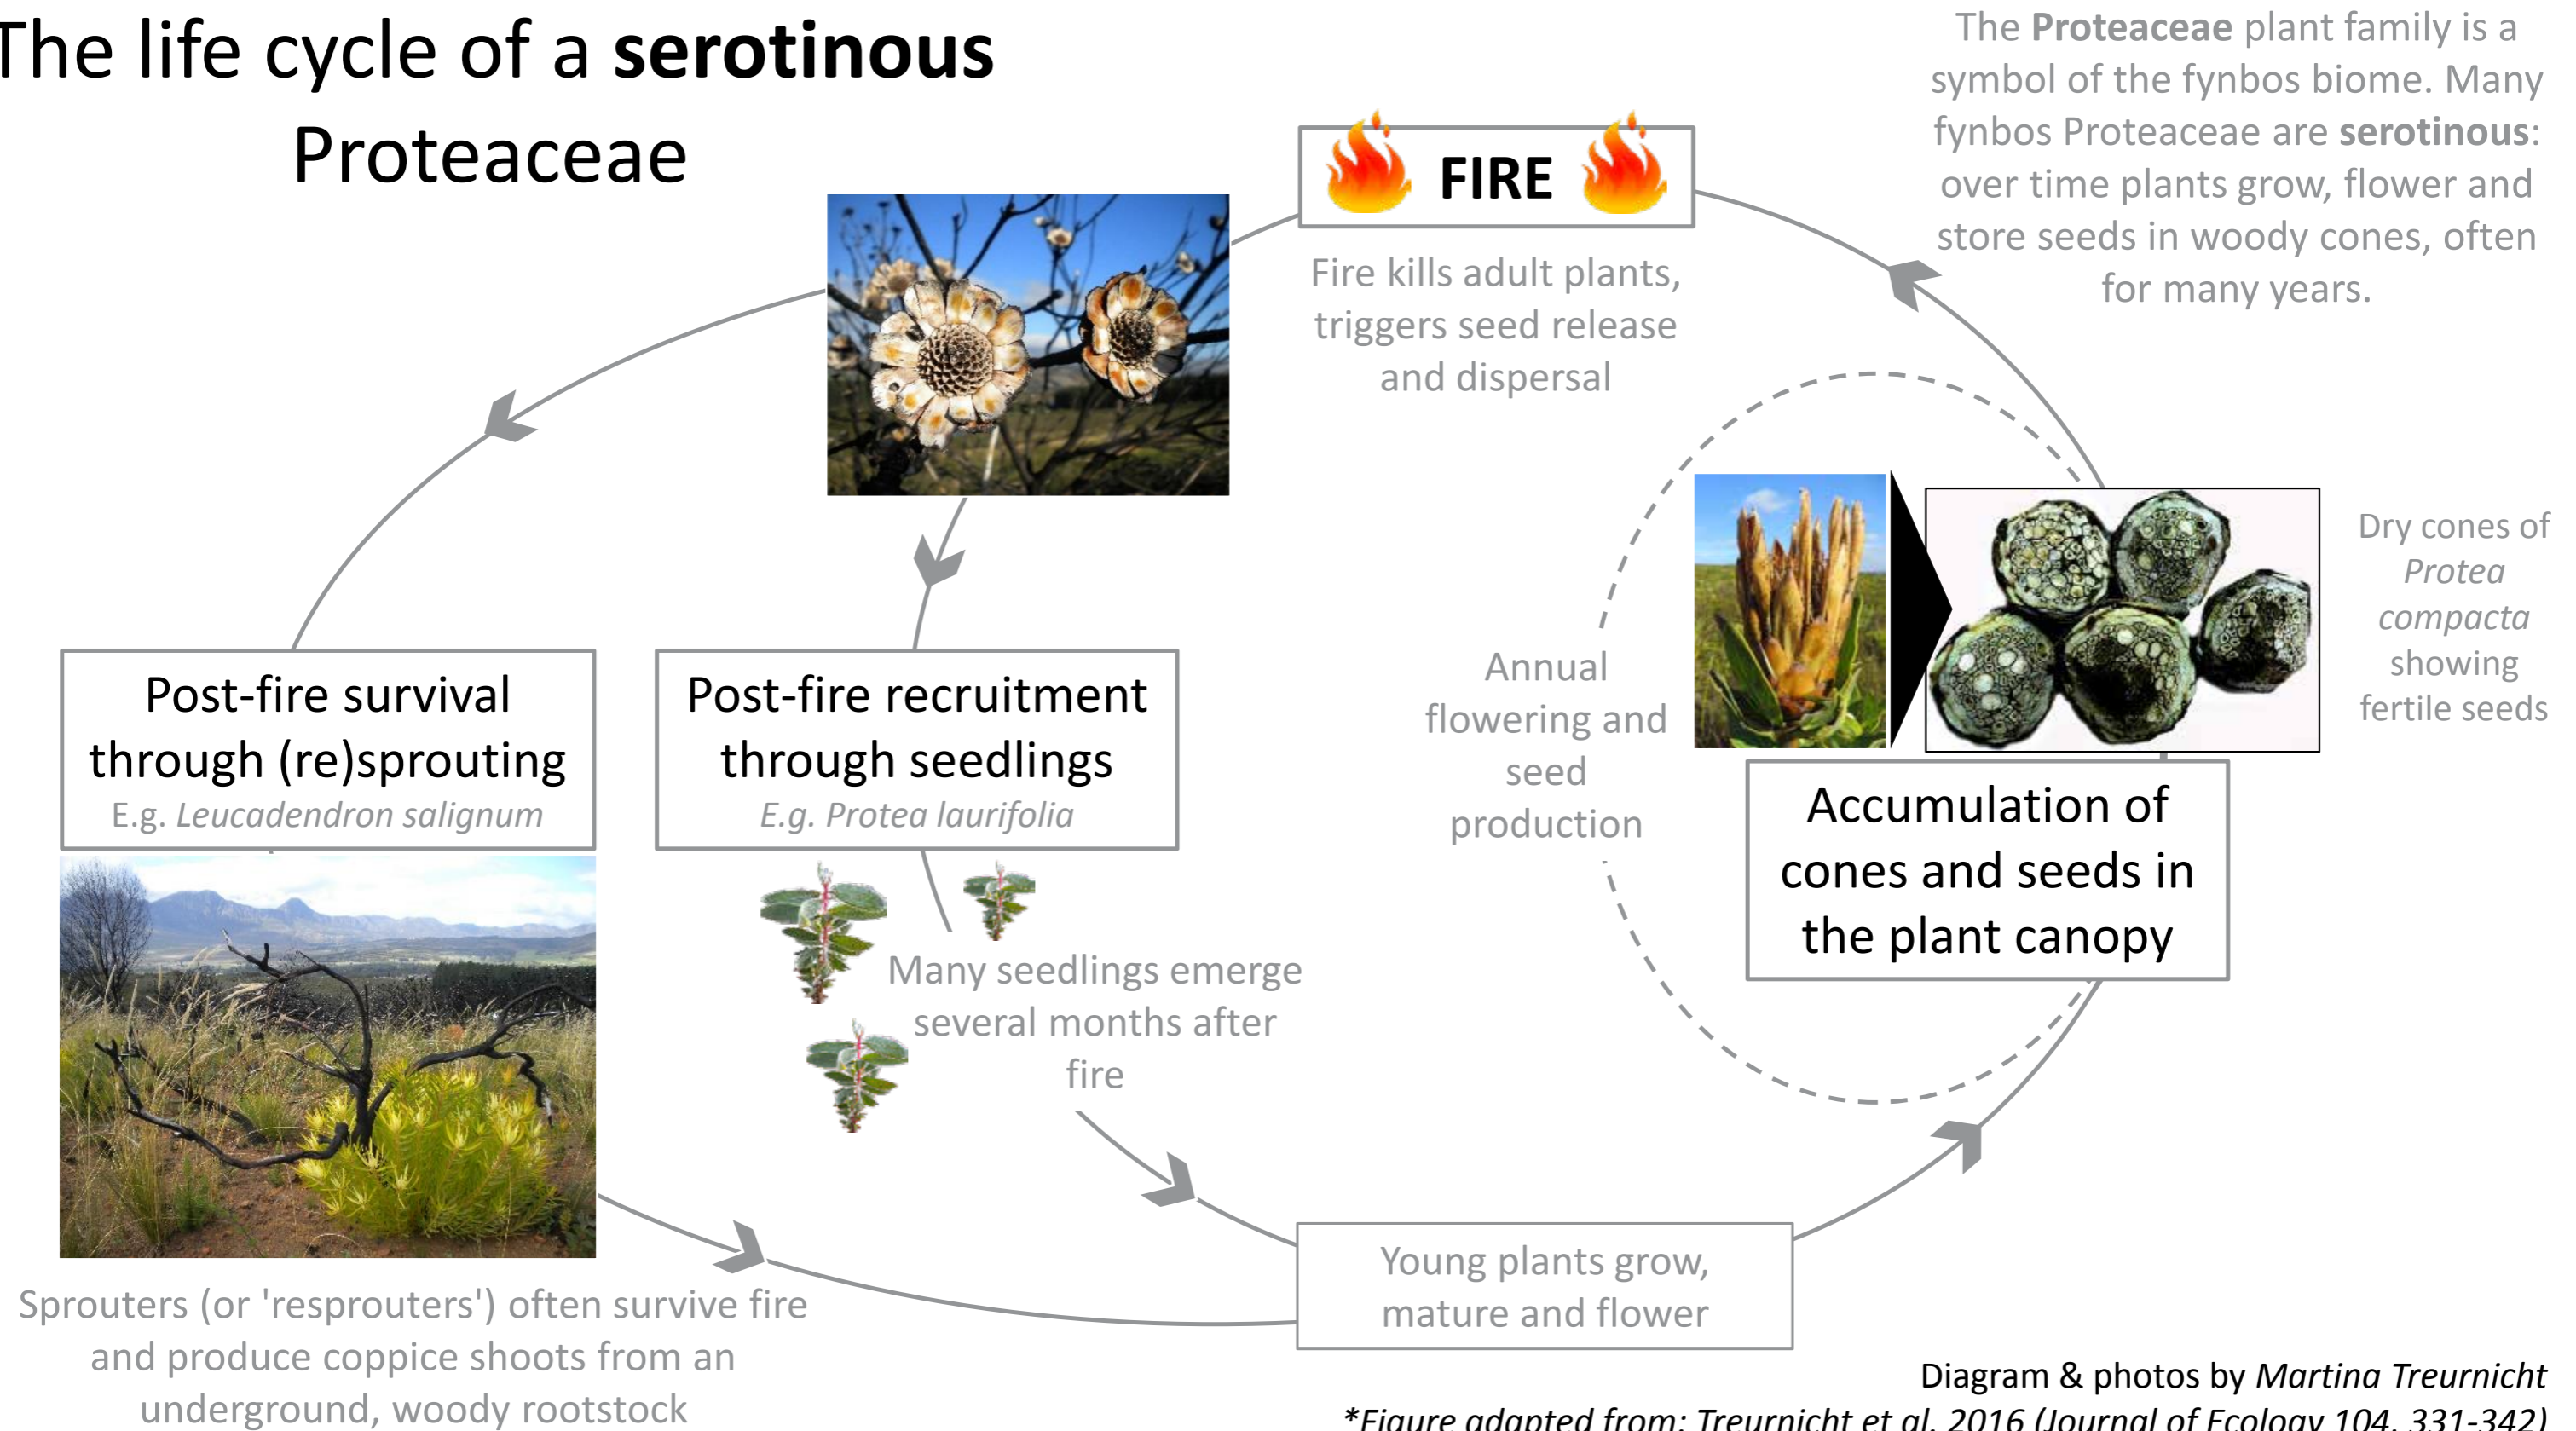 The life cycle of a serotinous
Proteaceae
The Proteaceae plant family is a
symbol of the fynbos biome. Many
fynbos Proteaceae are serotinous:
over time plants grow, flower and
store seeds in woody cones, often
for many years.
FIRE
Fire kills adult plants,
triggers seed release
and dispersal
Dry cones of
Protea
compacta
showing
fertile seeds
Annual
flowering and
seed
production
Accumulation of
cones and seeds in
the plant canopy
Post-fire survival
through (re)sprouting
E.g. Leucadendron salignum
Post-fire recruitment
through seedlings
E.g. Protea laurifolia
Many seedlings emerge
several months after
fire
Young plants grow,
mature and flower
Sprouters (or 'resprouters') often survive fire
and produce coppice shoots from an
underground, woody rootstock
Diagram & photos by Martina Treurnicht
*Figure adapted from: Treurnicht et al. 2016 (Journal of Ecology 104, 331-342)